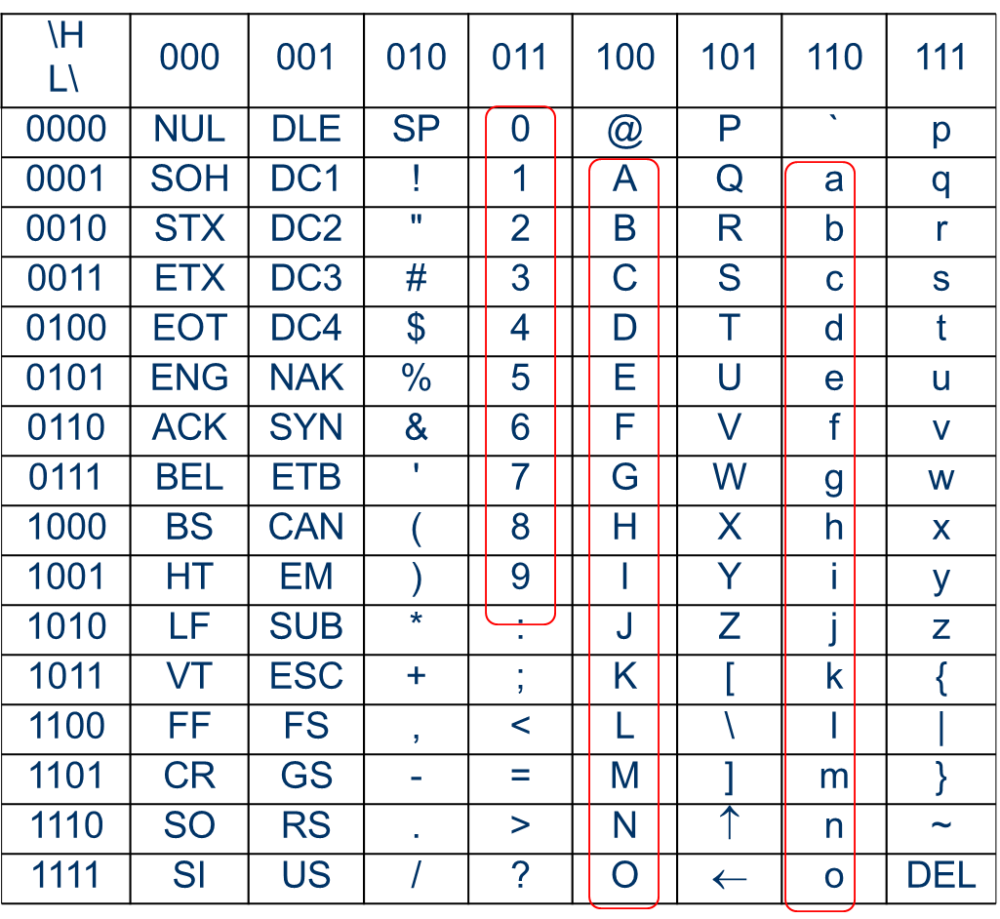 \H L\ 000 001 010 011 100 101 110 111
0000 NUL DLE SP 0 @ P ` p
0001 SOH DC1 ! 1 A Q a q
0010 STX DC2 " 2 B R b r
0011 ETX DC3 # 3 C S c s
0100 EOT DC4 $ 4 D T d t
0101 ENG NAK % 5 E U e u
0110 ACK SYN & 6 F V f v
0111 BEL ETB ' 7 G W g w
1000 BS CAN ( 8 H X h x
1001 HT EM ) 9 I Y i y
1010 LF SUB * : J Z j z
1011 VT ESC + ; K [ k {
1100 FF FS , < L \ l |
1101 CR GS - = M ] m }
1110 SO RS . > N ↑ n ~
1111 SI US / ? O ← o DEL